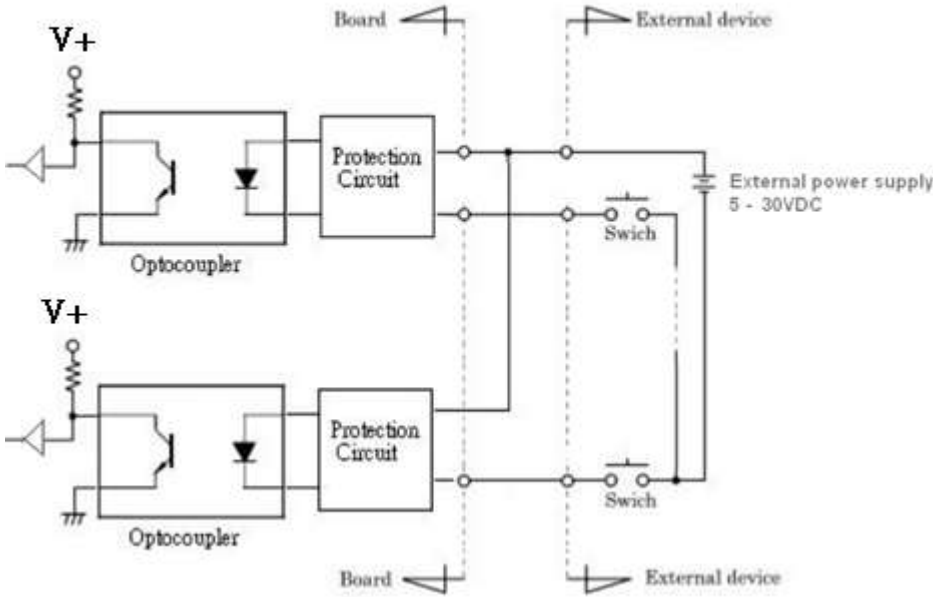 Board
External device
V+
Protection
Circuit
External power supply
5 - 30VDC
Swich
Optocoupler
V+
Protection
Circuit
Swich
Optocoupler
Board
External device